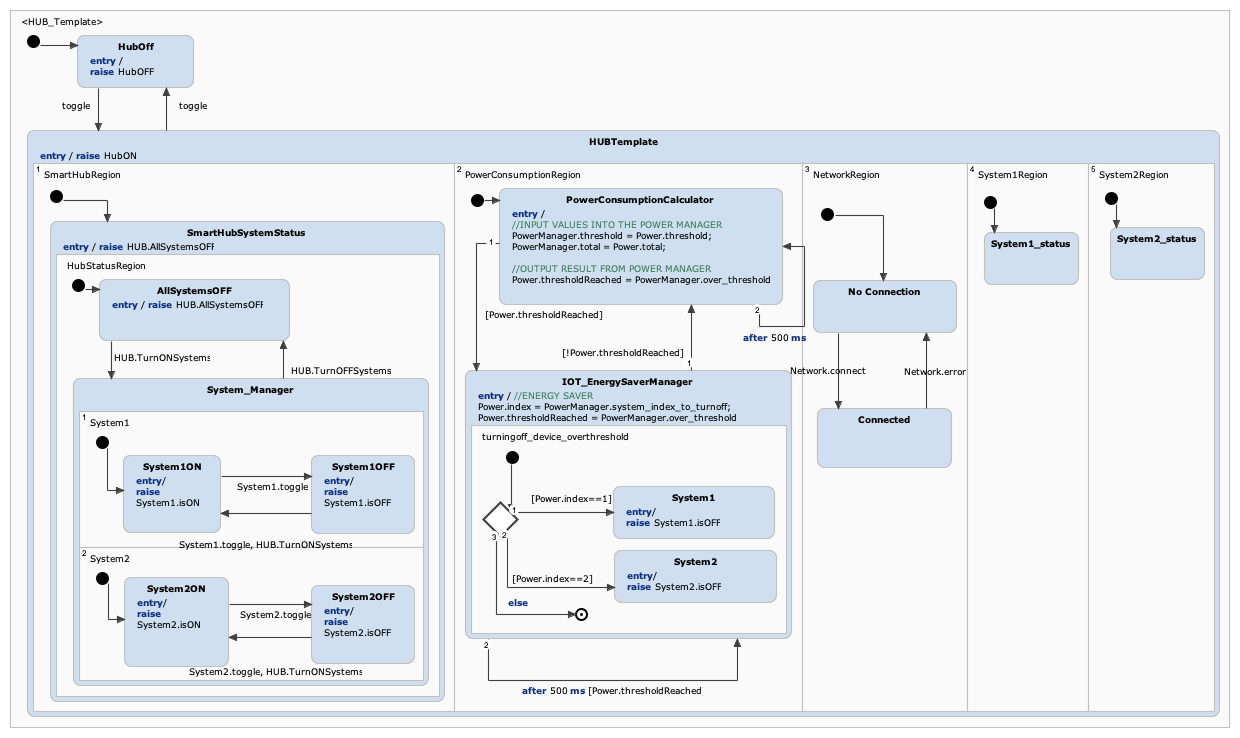 <HUB_Template>
HubOff
entry /
raise HubOFF
toggle
toggle
HUBTemplate
entry / raise HubON
1
SmartHubRegion
SmartHubSystemStatus
entry / raise HUB.AllSystemsOFF
HubStatusRegion
AllSystemsOFF
entry / raise HUB.AllSystemsOFF
HUB.TurnONSystems
HUB.TurnOFFSystems
System_Manager
1
System1
System1ON
entry/
raise
System1.isON
System1.toggle
System1OFF
entry/
raise
System1.isOFF
System1.toggle, HUB.TurnONSystems
2
System2
System2ON
entry/
raise
System2.isON
System2.toggle
System2OFF
entry/
raise
System2.isOFF
System2.toggle, HUB.TurnONSystems
2
PowerConsumptionRegion
PowerConsumptionCalculator
entry /
//INPUT VALUES INTO THE POWER MANAGER
PowerManager.threshold = Power.threshold;
PowerManager.total = Power.total;
//OUTPUT RESULT FROM POWER MANAGER
Power.thresholdReached = PowerManager.over_threshold
1
[Power.thresholdReached]
2
after 500 ms
[!Power.thresholdReached]
1
IOT_EnergySaverManager
entry / //ENERGY SAVER
Power.index = PowerManager.system_index_to_turnoff;
Power.thresholdReached = PowerManager.over_threshold
turningoff_device_overthreshold
1
[Power.index==1]
System1
entry/
raise System1.isOFF
3
2
[Power.index==2]
System2
entry/
raise System2.isOFF
else
2
after 500 ms [Power.thresholdReached
3
NetworkRegion
No Connection
Network.connect
Network.error
Connected
4
System1Region
System1_status
5
System2Region
System2_status